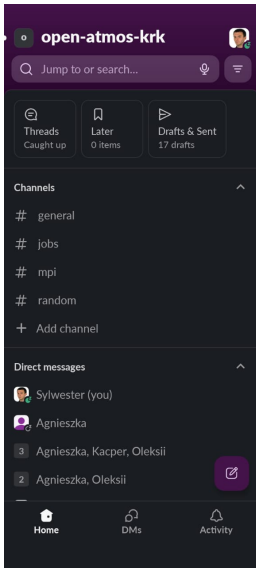 o open-atmos-krk
Jump to or search...
Threads
Caught up
Later
0 items
Drafts & Sent
17 drafts
Channels
# general
# jobs
# mpi
# random
+ Add channel
Direct messages
Sylwester (you)
Agnieszka
3 Agnieszka, Kacper, Oleksii
2 Agnieszka, Oleksii
Home
DMs
Activity